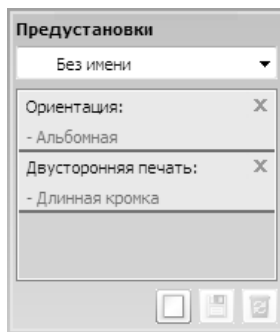 Предустановки
Без имени
Ориентация:
- Альбомная
Двусторонняя печать:
- Длинная кромка